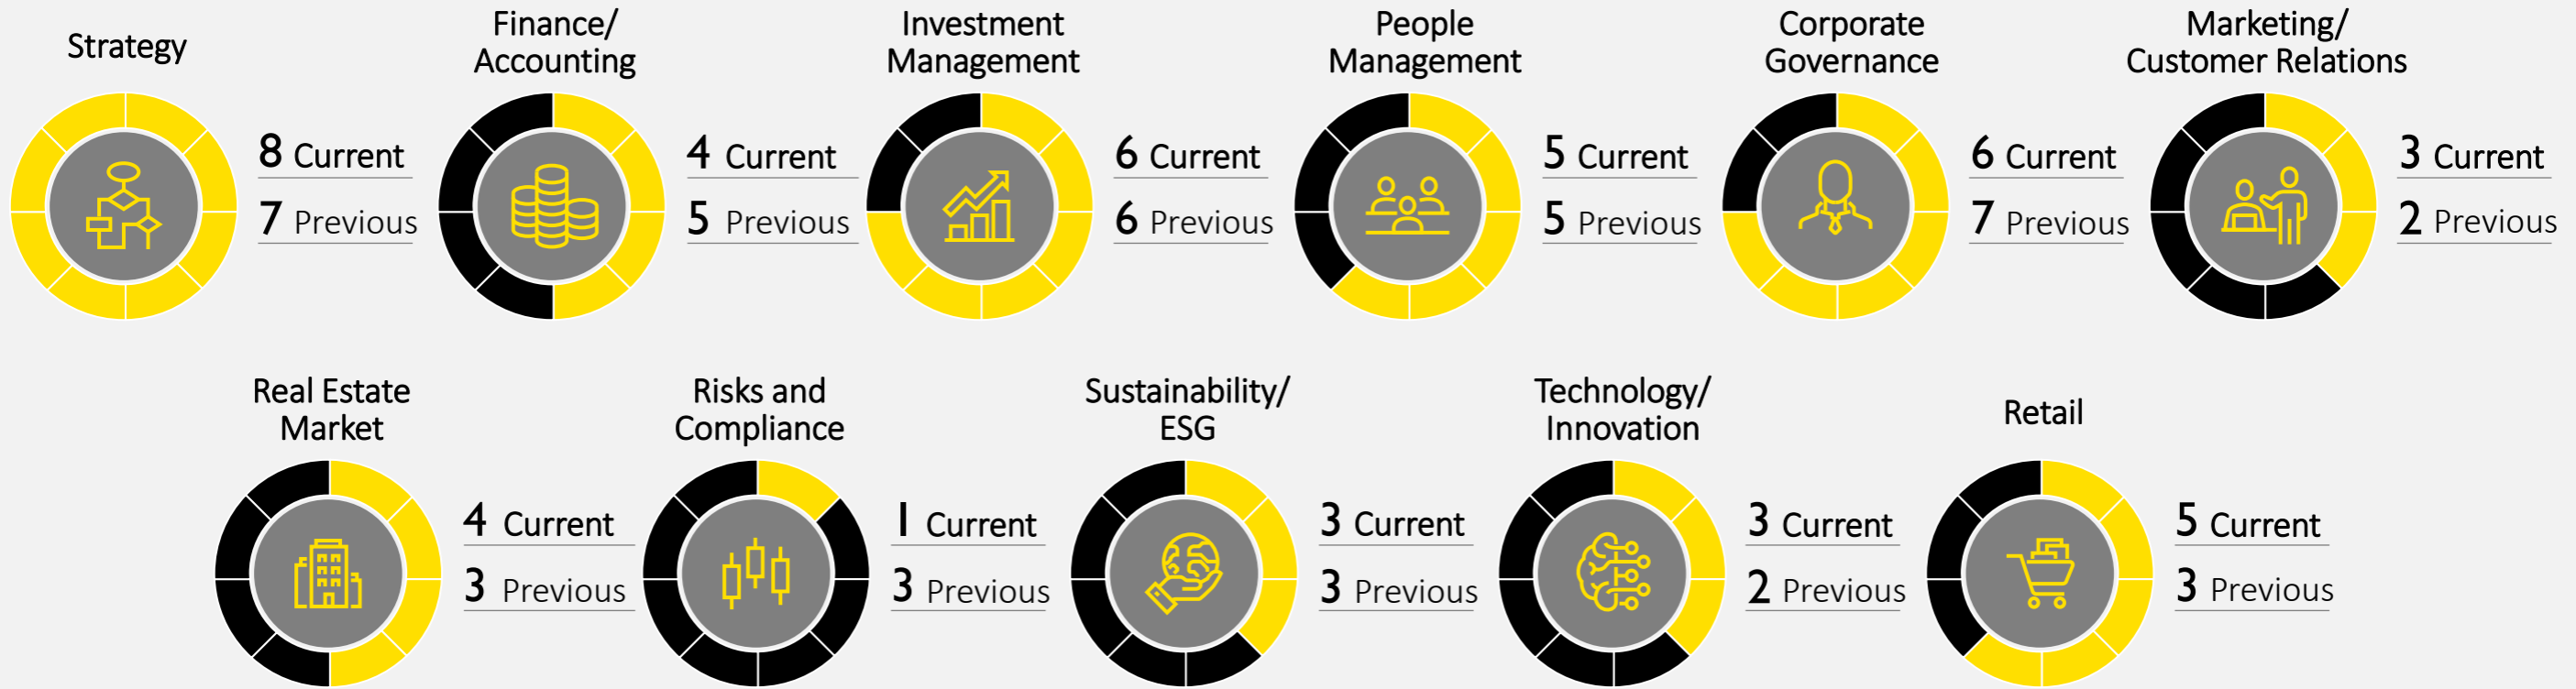 Strategy
8 Current
7 Previous
Finance/
Accounting
4 Current
5 Previous
Investment
Management
6 Current
6 Previous
People
Management
5 Current
5 Previous
Corporate
Governance
6 Current
7 Previous
Marketing/
Customer Relations
3 Current
2 Previous
Real Estate
Market
4 Current
3 Previous
Risks and
Compliance
1 Current
3 Previous
Sustainability/
ESG
3 Current
3 Previous
Technology/
Innovation
3 Current
2 Previous
Retail
5 Current
3 Previous